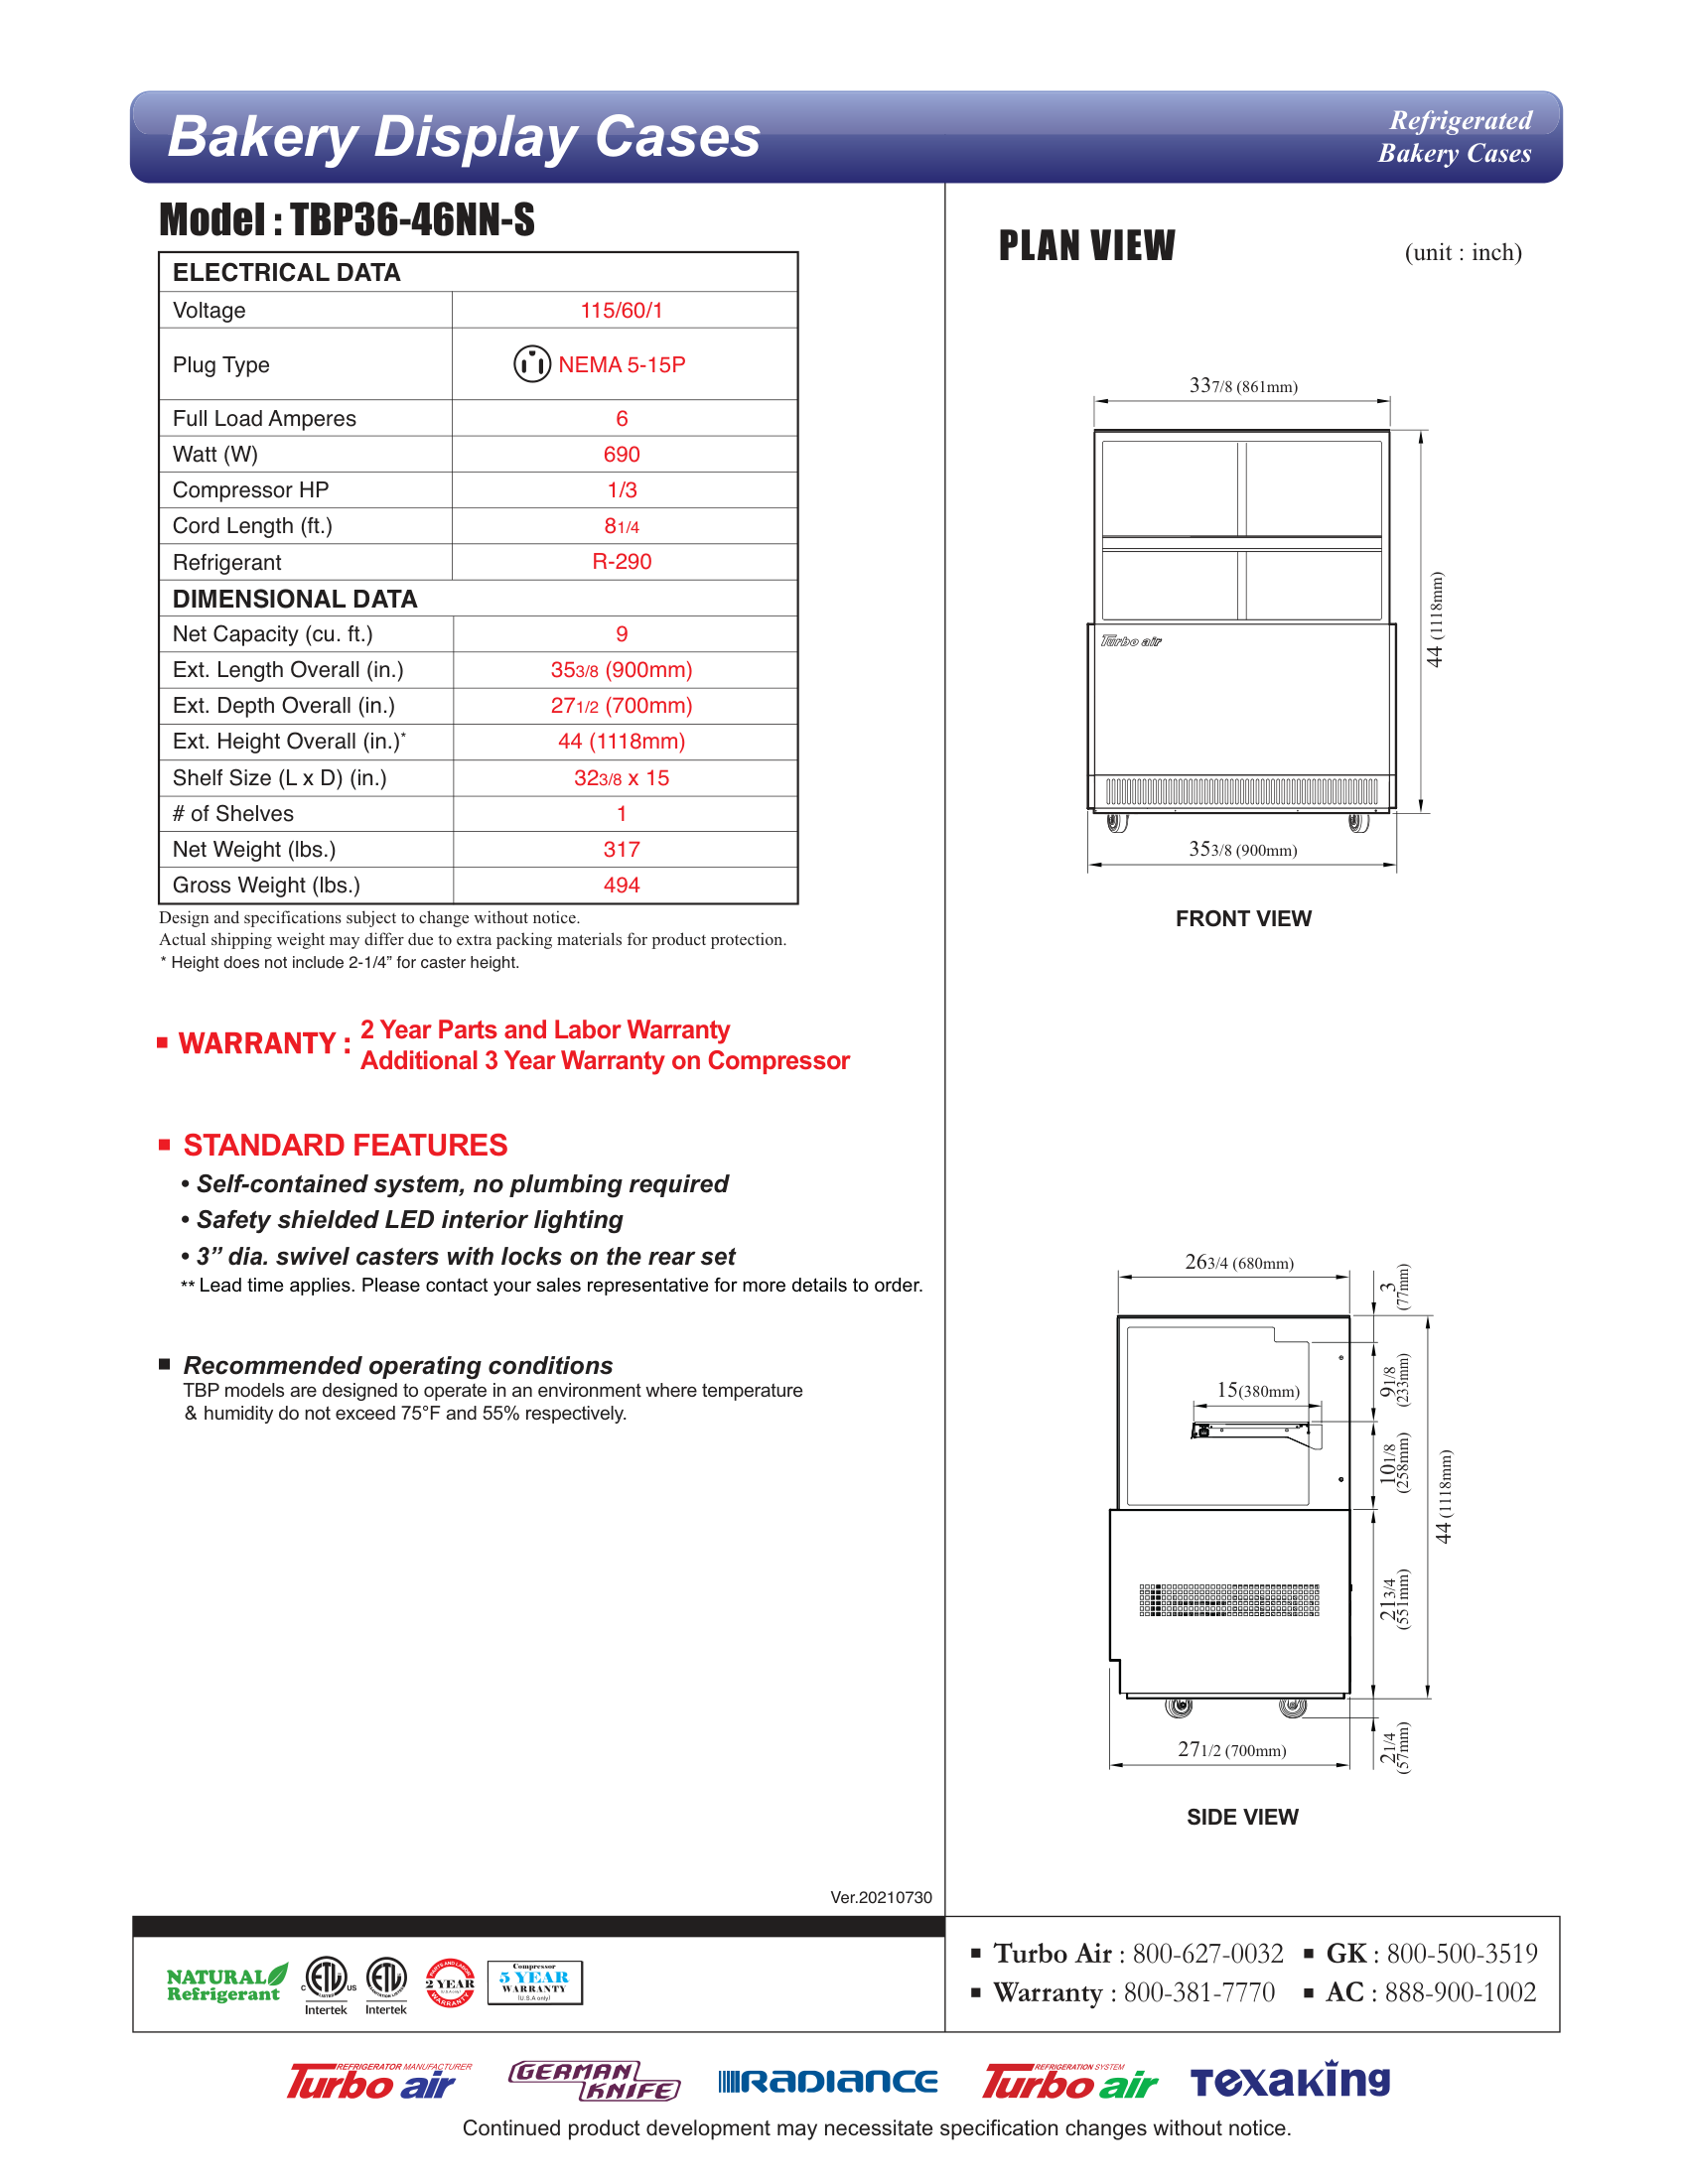 Bakery Display Cases
Refrigerated
Bakery Cases
Model : TBP36-46NN-S
ELECTRICAL DATA
Voltage 115/60/1
Plug Type NEMA 5-15P
Full Load Amperes 6
Watt (W) 690
Compressor HP 1/3
Cord Length (ft.) 8 1/4
Refrigerant R-290
DIMENSIONAL DATA
Net Capacity (cu. ft.) 9
Ext. Length Overall (in.) 35 3/8 (900mm)
Ext. Depth Overall (in.) 27 1/2 (700mm)
Ext. Height Overall (in.)* 44 (1118mm)
Shelf Size (L x D) (in.) 32 3/8 x 15
# of Shelves 1
Net Weight (lbs.) 317
Gross Weight (lbs.) 494
Design and specifications subject to change without notice.
Actual shipping weight may differ due to extra packing materials for product protection.
* Height does not include 2-1/4” for caster height.
WARRANTY : 2 Year Parts and Labor Warranty
Additional 3 Year Warranty on Compressor
STANDARD FEATURES
• Self-contained system, no plumbing required
• Safety shielded LED interior lighting
• 3” dia. swivel casters with locks on the rear set
** Lead time applies. Please contact your sales representative for more details to order.
Recommended operating conditions
TBP models are designed to operate in an environment where temperature
& humidity do not exceed 75°F and 55% respectively.
Ver.20210730
PLAN VIEW
(unit : inch)
33 7/8 (861mm)
44 (1118mm)
Turbo air
35 3/8 (900mm)
FRONT VIEW
26 3/4 (680mm)
3 (77mm)
9 1/8 (233mm)
15 (380mm)
10 1/8 (258mm)
44 (1118mm)
21 3/4 (551mm)
2 1/4 (57mm)
27 1/2 (700mm)
SIDE VIEW
NATURAL
Refrigerant
C ETL US
Intertek
ETL
Intertek
PARTS AND LABOR
2 YEAR
WARRANTY
Compressor
5 YEAR
WARRANTY
(U.S.A only)
Turbo Air : 800-627-0032
GK : 800-500-3519
Warranty : 800-381-7770
AC : 888-900-1002
REFRIGERATOR MANUFACTURER
Turbo air
GERMAN
KNIFE
RADIANCE
REFRIGERATION SYSTEM
Turbo air
Texaking
Continued product development may necessitate specification changes without notice.